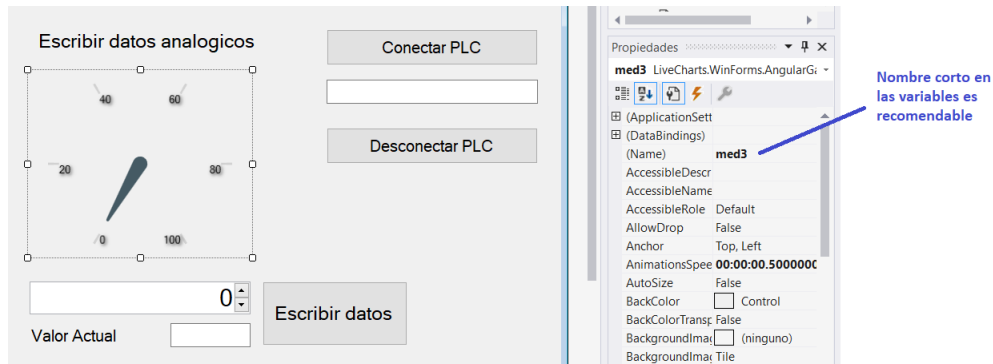 Escribir datos analogicos
Conectar PLC
Desconectar PLC
40
60
20
80
0
100
0
Escribir datos
Valor Actual
Propiedades
med3 LiveCharts.WinForms.AngularGa
(ApplicationSett
(DataBindings)
(Name) med3
AccessibleDescr
AccessibleName
AccessibleRole Default
AllowDrop False
Anchor Top, Left
AnimationsSpee 00:00:00.5000000
AutoSize False
BackColor Control
BackColorTransp False
BackgroundImag (ninguno)
BackgroundImag Tile
Nombre corto en
las variables es
recomendable